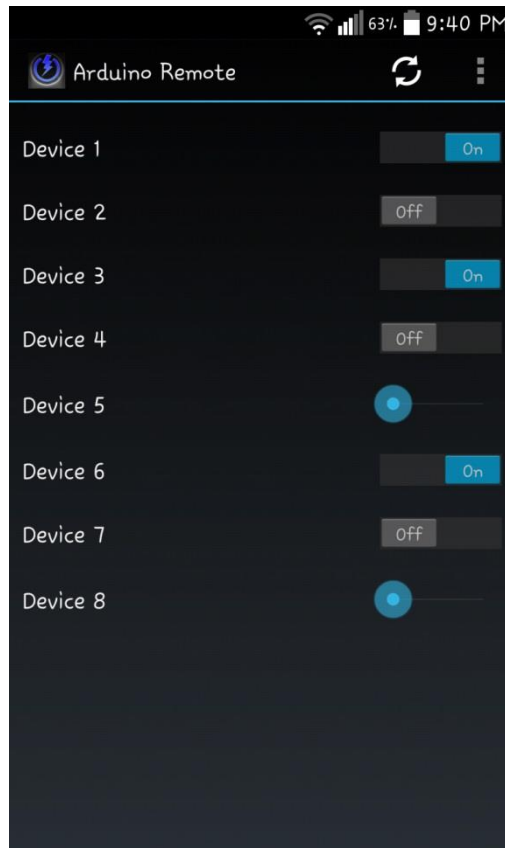 63% 9:40 PM
Arduino Remote
Device 1 On
Device 2 Off
Device 3 On
Device 4 Off
Device 5
Device 6 On
Device 7 Off
Device 8